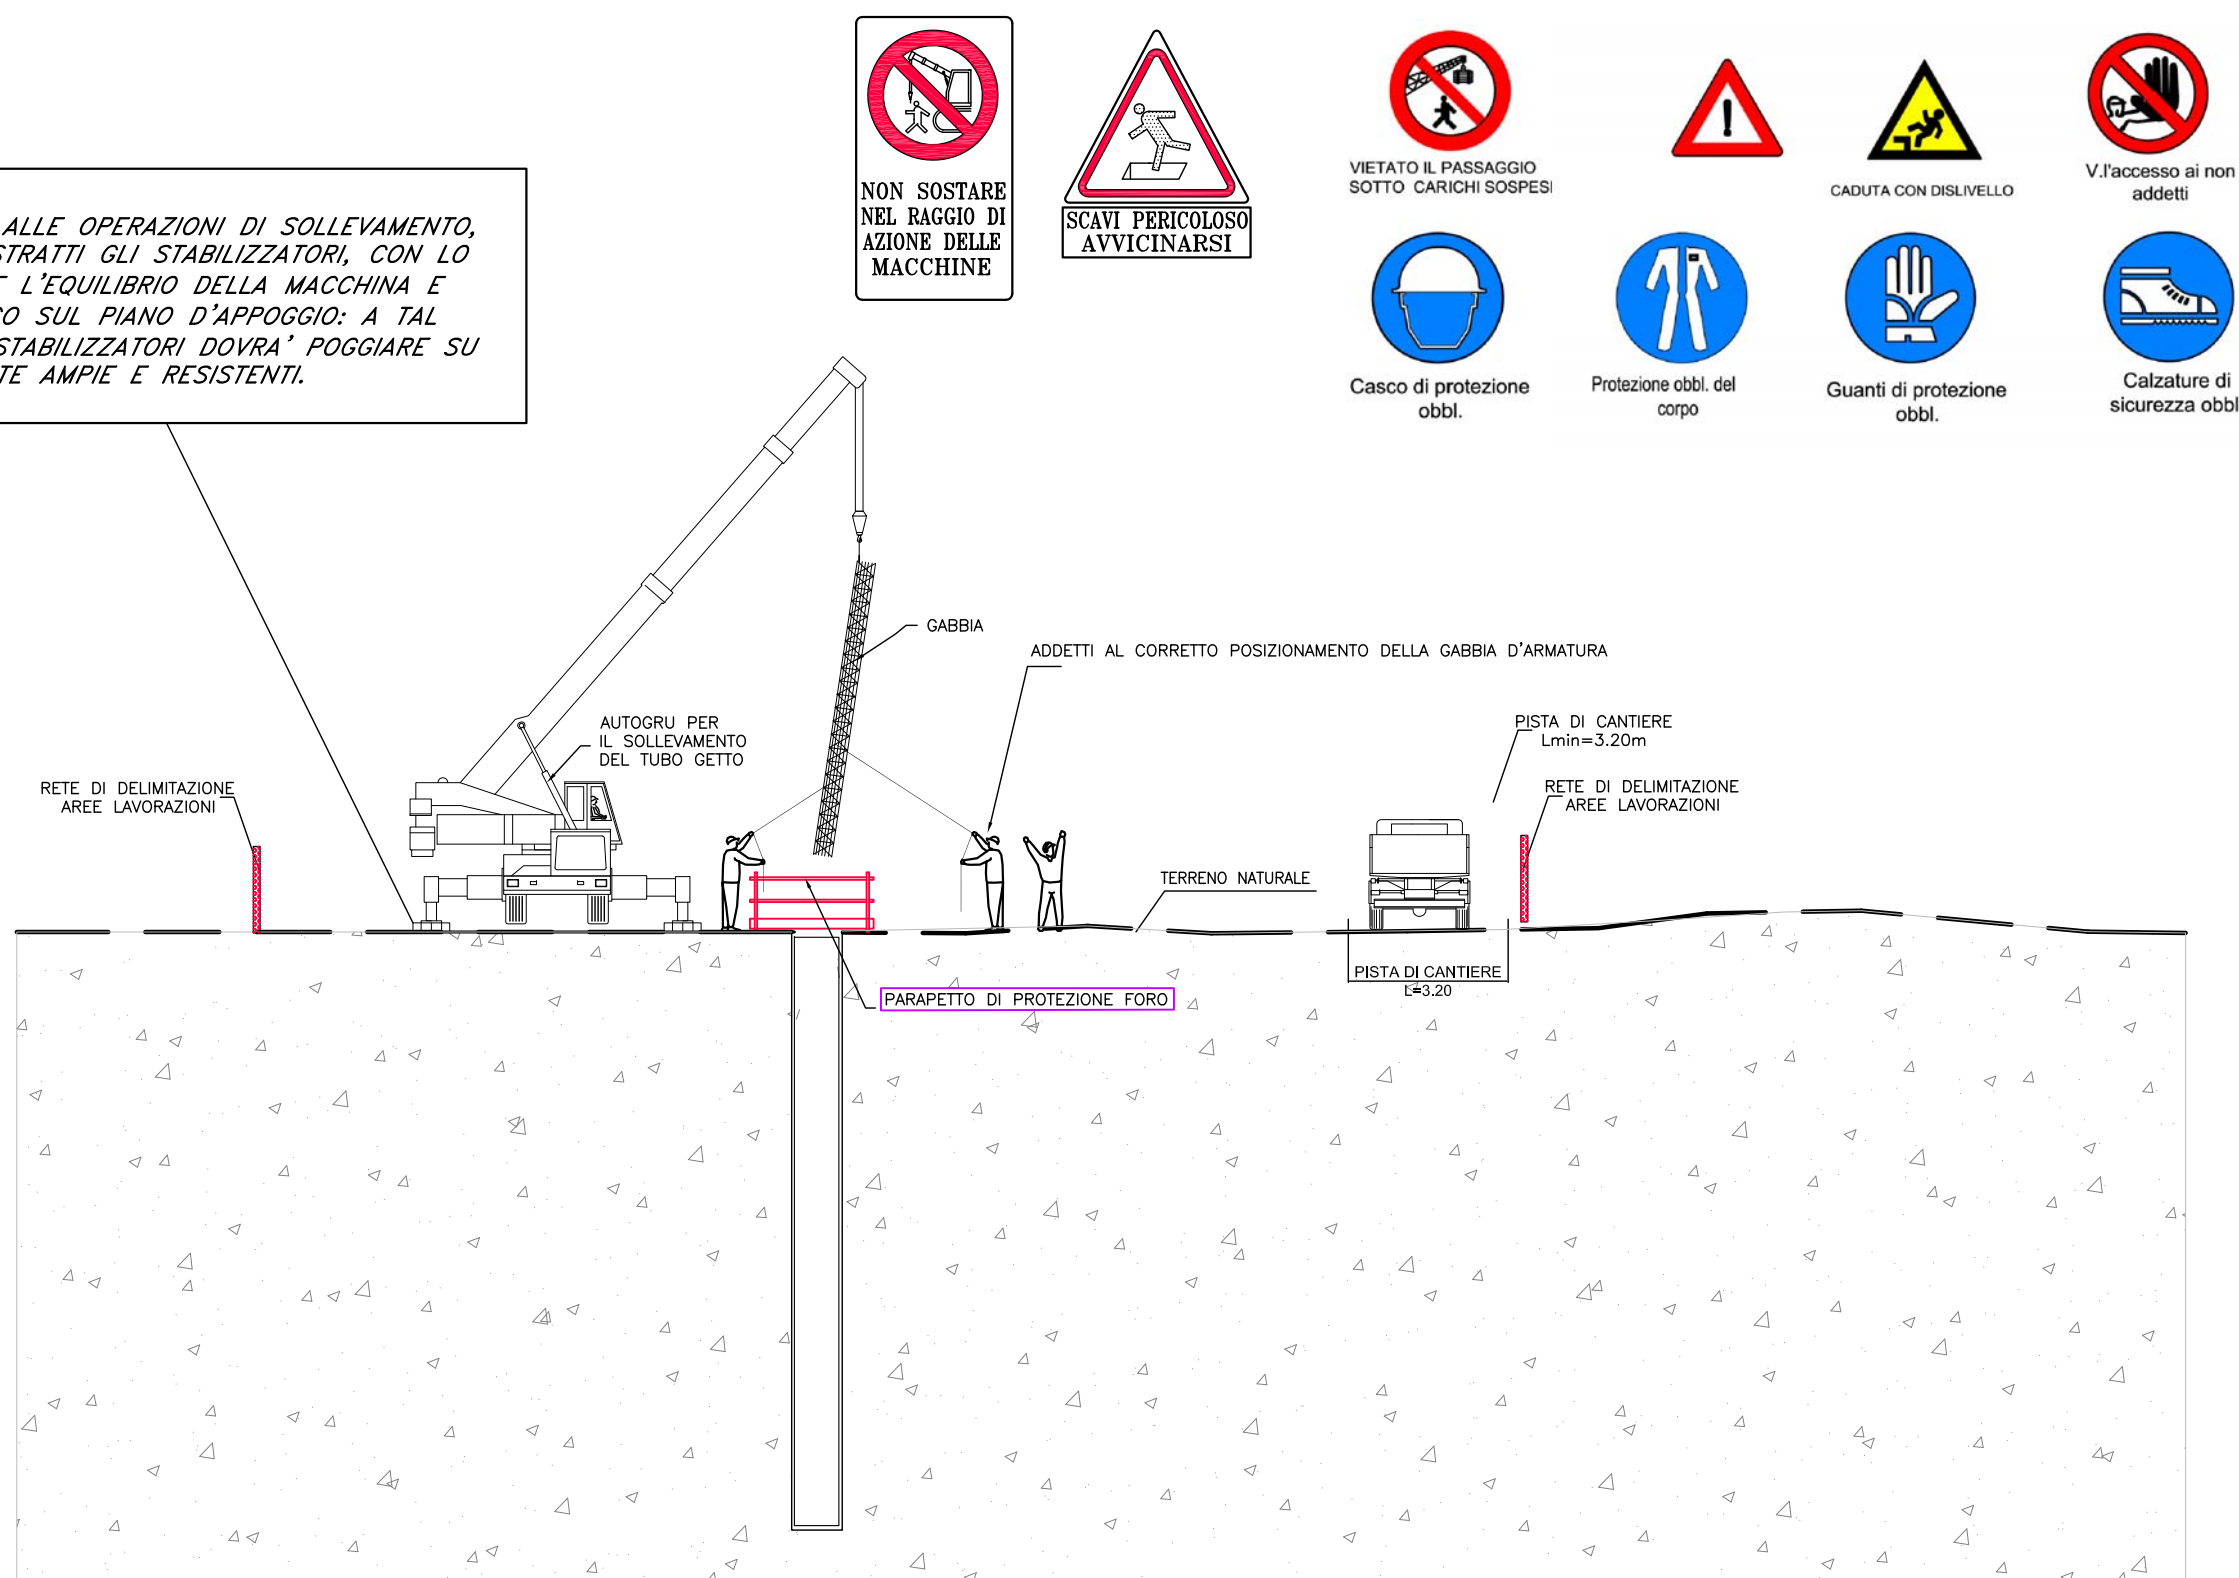 ALLE OPERAZIONI DI SOLLEVAMENTO,
STRATTI GLI STABILIZZATORI, CON LO
L'EQUILIBRIO DELLA MACCHINA E
SUL PIANO D'APPOGGIO: A TAL
STABILIZZATORI DOVRA' POGGIARE SU
TE AMPIE E RESISTENTI.
NON SOSTARE
NEL RAGGIO DI
AZIONE DELLE
MACCHINE
SCAVI PERICOLOSO
AVVICINARSI
VIETATO IL PASSAGGIO
SOTTO CARICHI SOSPESI
CADUTA CON DISLIVELLO
V.l'accesso ai non
addetti
Casco di protezione
obbl.
Protezione obbl. del
corpo
Guanti di protezione
obbl.
Calzature di
sicurezza obbl
GABBIA
ADDETTI AL CORRETTO POSIZIONAMENTO DELLA GABBIA D'ARMATURA
AUTOGRU PER
IL SOLLEVAMENTO
DEL TUBO GETTO
PISTA DI CANTIERE
Lmin=3.20m
RETE DI DELIMITAZIONE
AREE LAVORAZIONI
RETE DI DELIMITAZIONE
AREE LAVORAZIONI
TERRENO NATURALE
PISTA DI CANTIERE
L=3.20
PARAPETTO DI PROTEZIONE FORO